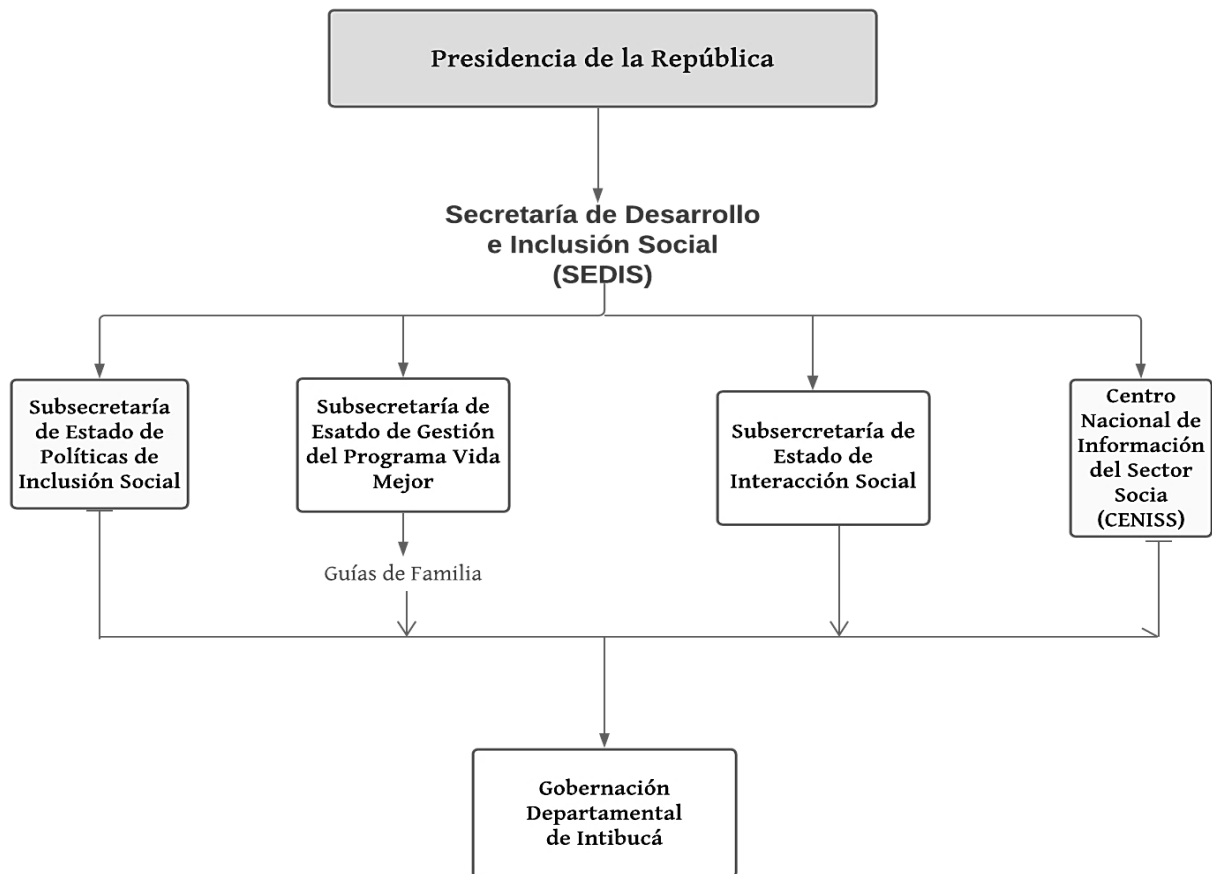 Presidencia de la República
Secretaría de Desarrollo
e Inclusión Social
(SEDIS)
Subsecretaría
de Estado de
Políticas de
Inclusión Social
Subsecretaría de
Esatdo de Gestión
del Programa Vida
Mejor
Guías de Familia
Subsercretaría de
Estado de
Interacción Social
Centro
Nacional de
Información
del Sector
Socia
(CENISS)
Gobernación
Departamental
de Intibucá